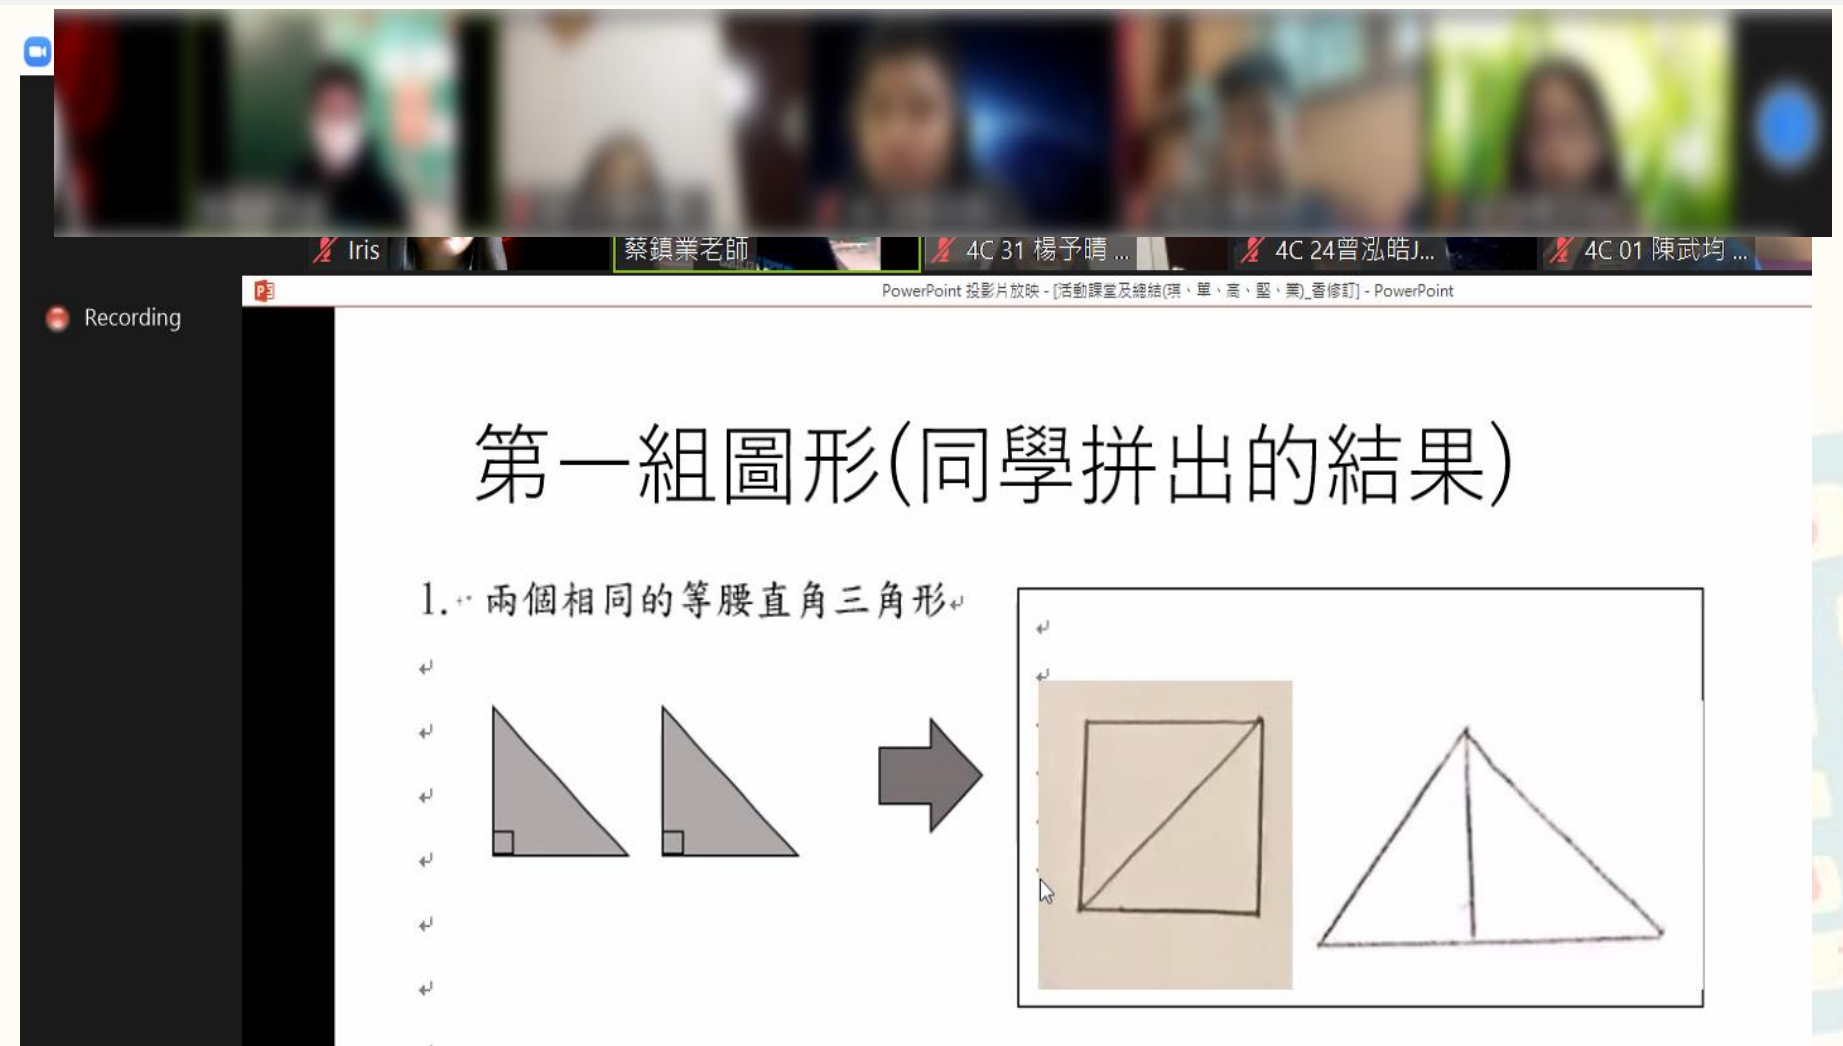 Iris
蔡鎮業老師
4C 31 楊予晴 ...
4C 24曾泓皓J...
4C 01 陳武均 ...
PowerPoint 投影片放映 - [活動課堂及總結(琪、單、高、堅、業)_香修訂] - PowerPoint
Recording
第一組圖形(同學拼出的結果)
1. 兩個相同的等腰直角三角形